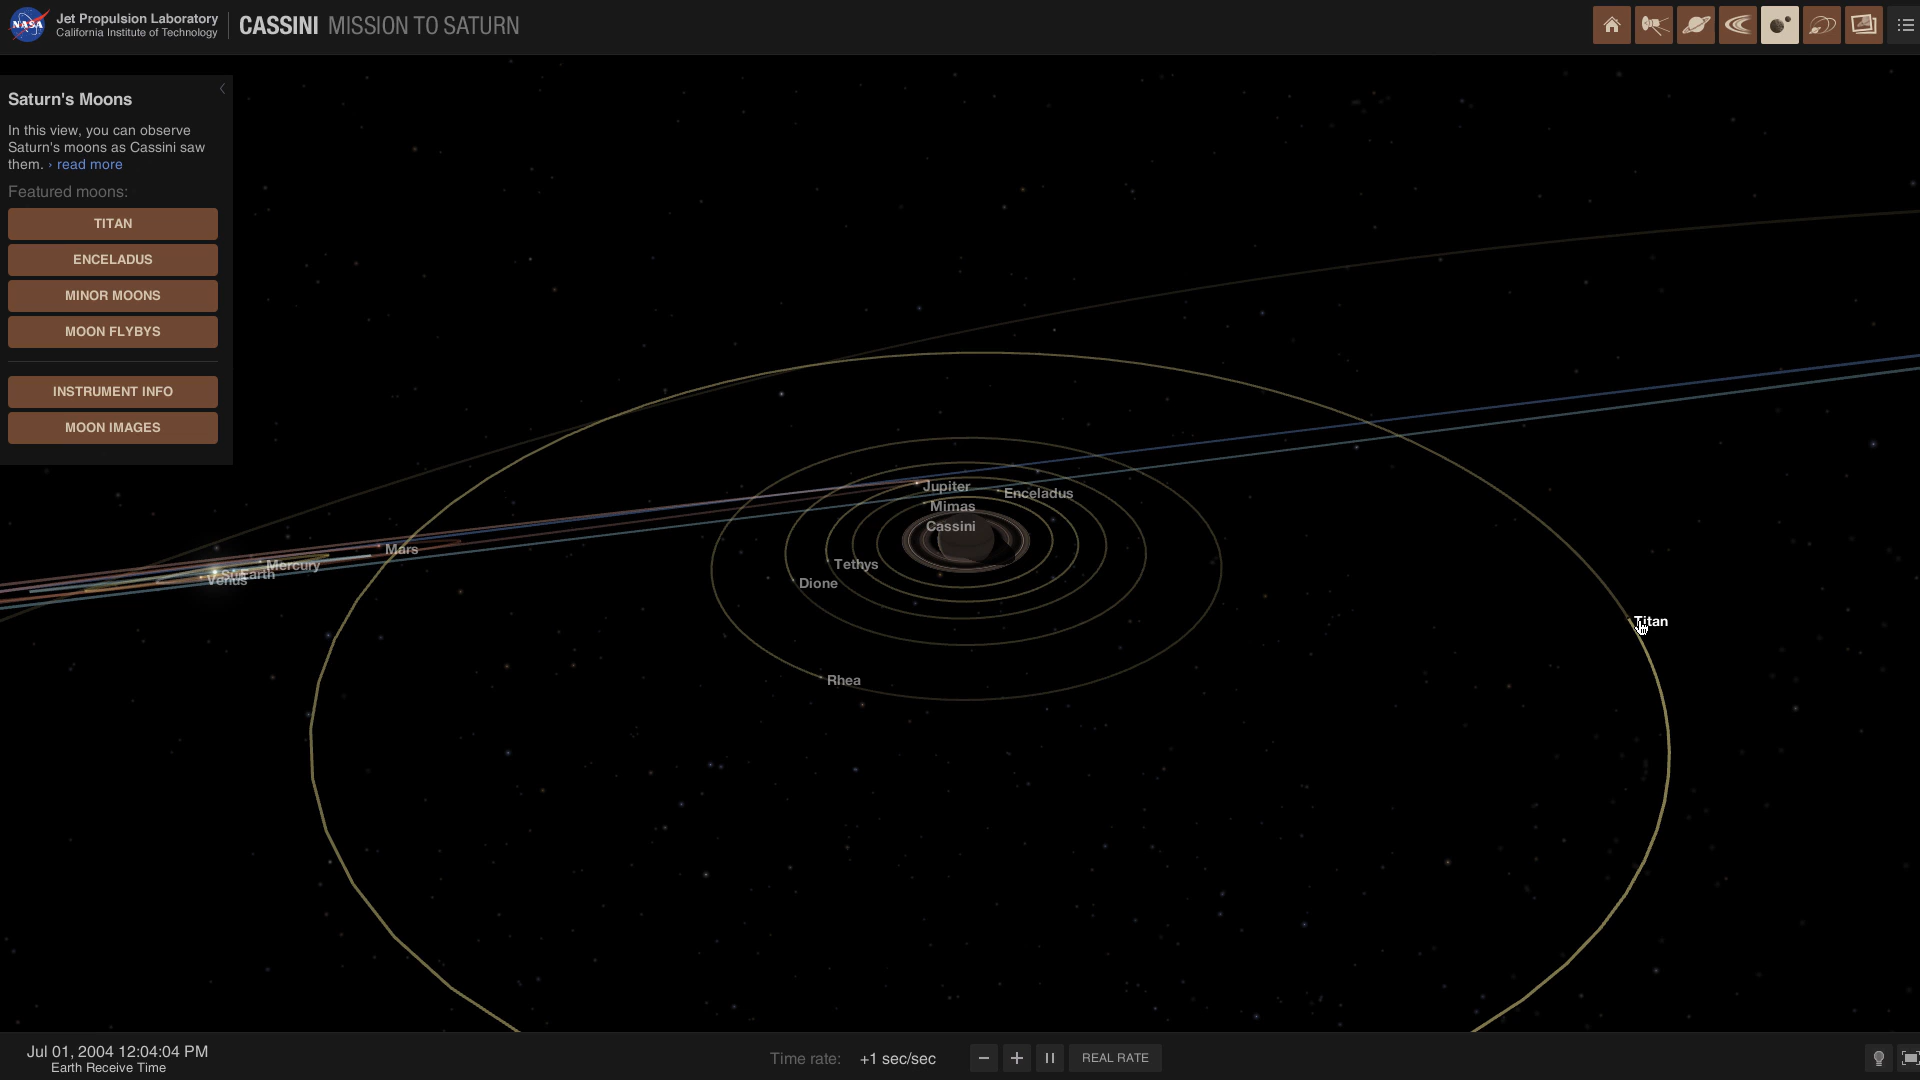 NASA
Jet Propulsion Laboratory
California Institute of Technology
CASSINI MISSION TO SATURN
Saturn's Moons
In this view, you can observe
Saturn's moons as Cassini saw
them. › read more
Featured moons:
TITAN
ENCELADUS
MINOR MOONS
MOON FLYBYS
INSTRUMENT INFO
MOON IMAGES
Jupiter
Enceladus
Mimas
Cassini
Mars
Mercury
Earth
Venus
Tethys
Dione
Titan
Rhea
Jul 01, 2004 12:04:04 PM
Earth Receive Time
Time rate: +1 sec/sec
REAL RATE